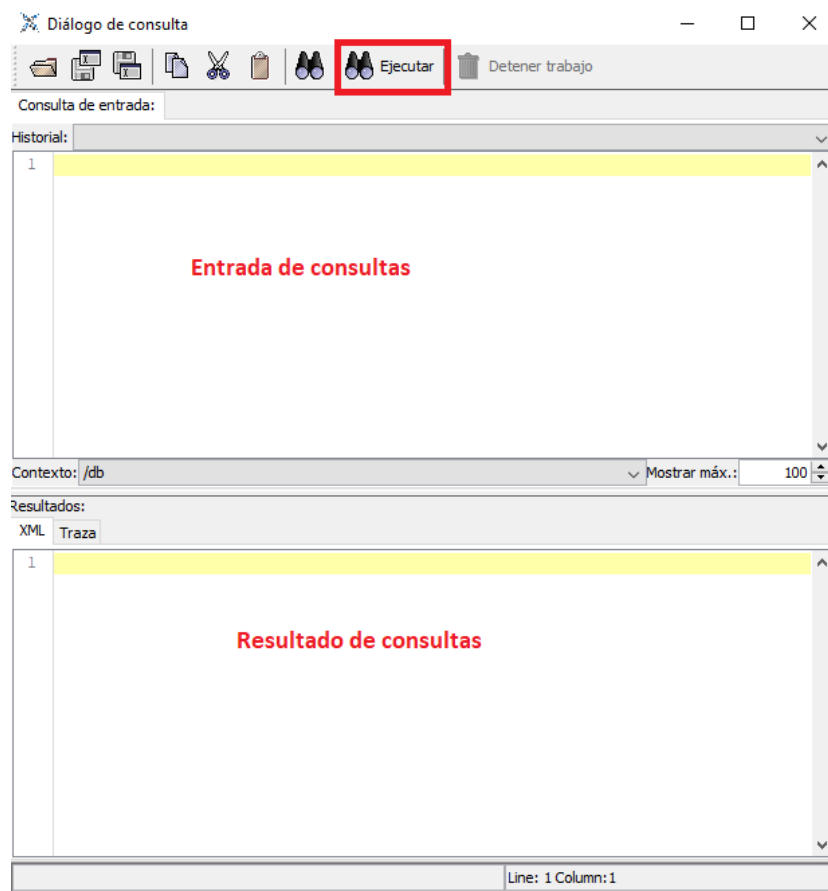 Diálogo de consulta
Ejecutar Detener trabajo
Consulta de entrada:
Historial:
1
Entrada de consultas
Contexto: /db Mostrar máx.: 100
Resultados:
XML Traza
1
Resultado de consultas
Line: 1 Column:1